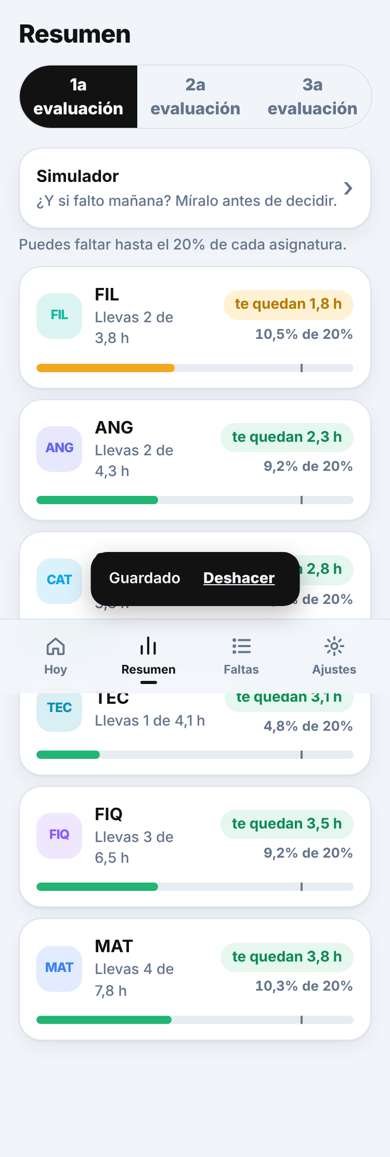 Resumen
1a
evaluación
2a
evaluación
3a
evaluación
Simulador
¿Y si falto mañana? Míralo antes de decidir.
Puedes faltar hasta el 20% de cada asignatura.
FIL
FIL
Llevas 2 de
3,8 h
te quedan 1,8 h
10,5% de 20%
ANG
ANG
Llevas 2 de
4,3 h
te quedan 2,3 h
9,2% de 20%
CAT
2,8 h
de 20%
Guardado Deshacer
Hoy
Resumen
Faltas
Ajustes
TEC
TEC
Llevas 1 de 4,1 h
te quedan 3,1 h
4,8% de 20%
FIQ
FIQ
Llevas 3 de
6,5 h
te quedan 3,5 h
9,2% de 20%
MAT
MAT
Llevas 4 de
7,8 h
te quedan 3,8 h
10,3% de 20%